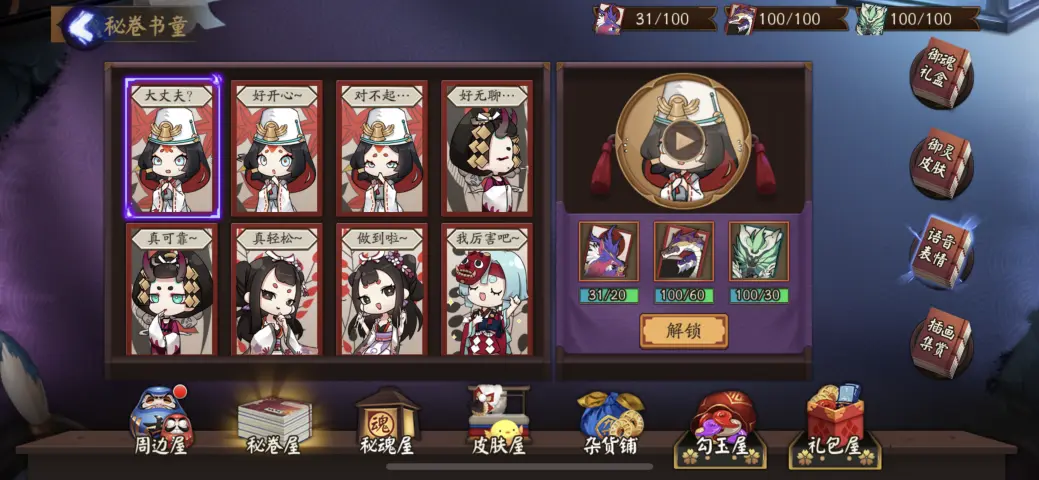 秘卷书童
31/100
100/100
100/100
大丈夫?
好开心~
对不起…
好无聊…
真可靠~
真轻松~
做到啦~
我厉害吧~
31/20
100/60
100/30
解锁
御魂
礼盒
御灵
皮肤
语音
表情
插画
集赏
周边屋
秘卷屋
魂
秘魂屋
皮肤屋
杂货铺
勾玉屋
礼包屋